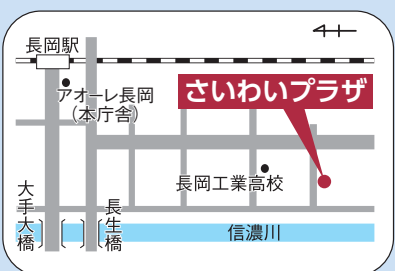 長岡駅
アオーレ長岡
(本庁舎)
さいわいプラザ
長岡工業高校
大手大橋
長生橋
信濃川